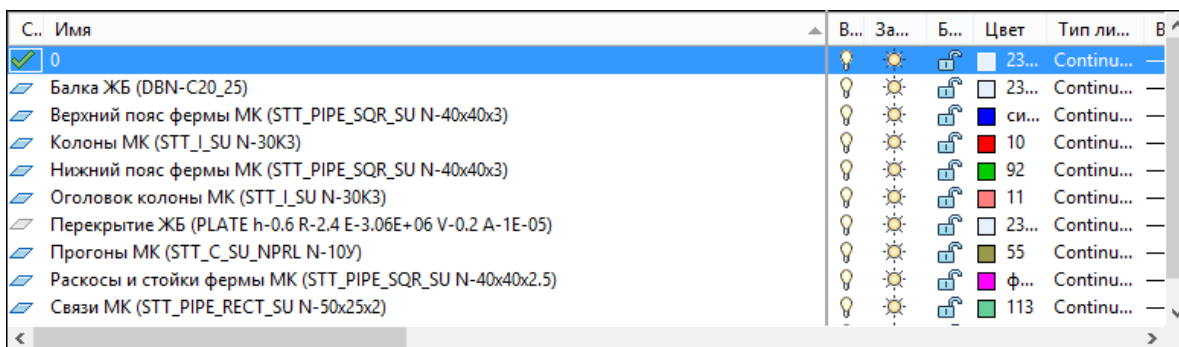 С.. Имя В... За... Б... Цвет Тип ли... В
0 23... Continu...
Балка ЖБ (DBN-C20_25) 23... Continu...
Верхний пояс фермы МК (STT_PIPE_SQR_SU N-40x40x3) си... Continu...
Колоны МК (STT_I_SU N-30K3) 10 Continu...
Нижний пояс фермы МК (STT_PIPE_SQR_SU N-40x40x3) 92 Continu...
Оголовок колоны МК (STT_I_SU N-30K3) 11 Continu...
Перекрытие ЖБ (PLATE h-0.6 R-2.4 E-3.06E+06 V-0.2 A-1E-05) 23... Continu...
Прогоны МК (STT_C_SU_NPRL N-10У) 55 Continu...
Раскосы и стойки фермы МК (STT_PIPE_SQR_SU N-40x40x2.5) ф... Continu...
Связи МК (STT_PIPE_RECT_SU N-50x25x2) 113 Continu...